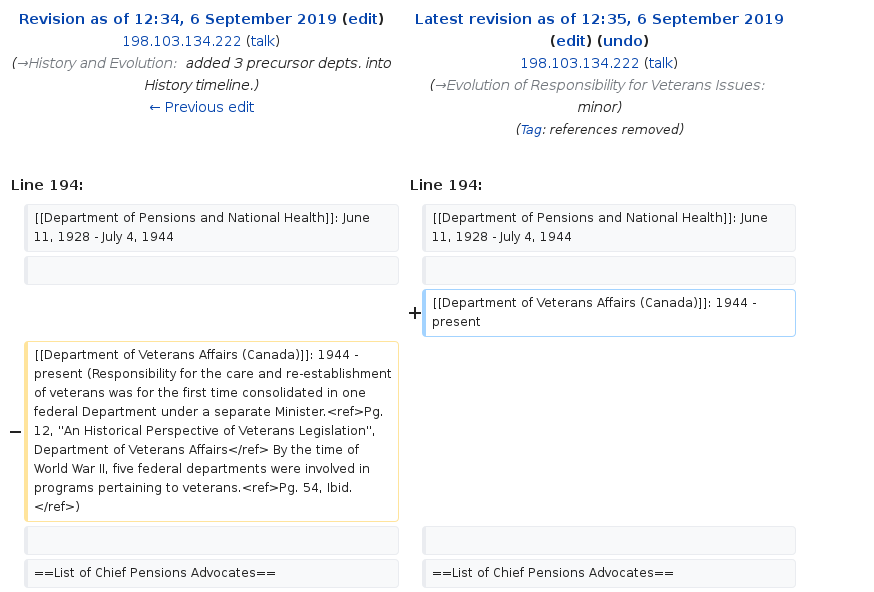 Revision as of 12:34, 6 September 2019 (edit)
198.103.134.222 (talk)
(→History and Evolution: added 3 precursor depts. into
History timeline.)
← Previous edit
Latest revision as of 12:35, 6 September 2019
(edit) (undo)
198.103.134.222 (talk)
(→Evolution of Responsibility for Veterans Issues:
minor)
(Tag: references removed)
Line 194:
Line 194:
[[Department of Pensions and National Health]]: June
11, 1928 - July 4, 1944
[[Department of Pensions and National Health]]: June
11, 1928 - July 4, 1944
+
[[Department of Veterans Affairs (Canada)]]: 1944 -
present
−
[[Department of Veterans Affairs (Canada)]]: 1944 -
present (Responsibility for the care and re-establishment
of veterans was for the first time consolidated in one
federal Department under a separate Minister.<ref>Pg.
12, "An Historical Perspective of Veterans Legislation",
Department of Veterans Affairs</ref> By the time of
World War II, five federal departments were involved in
programs pertaining to veterans.<ref>Pg. 54, Ibid.
</ref>)
==List of Chief Pensions Advocates==
==List of Chief Pensions Advocates==